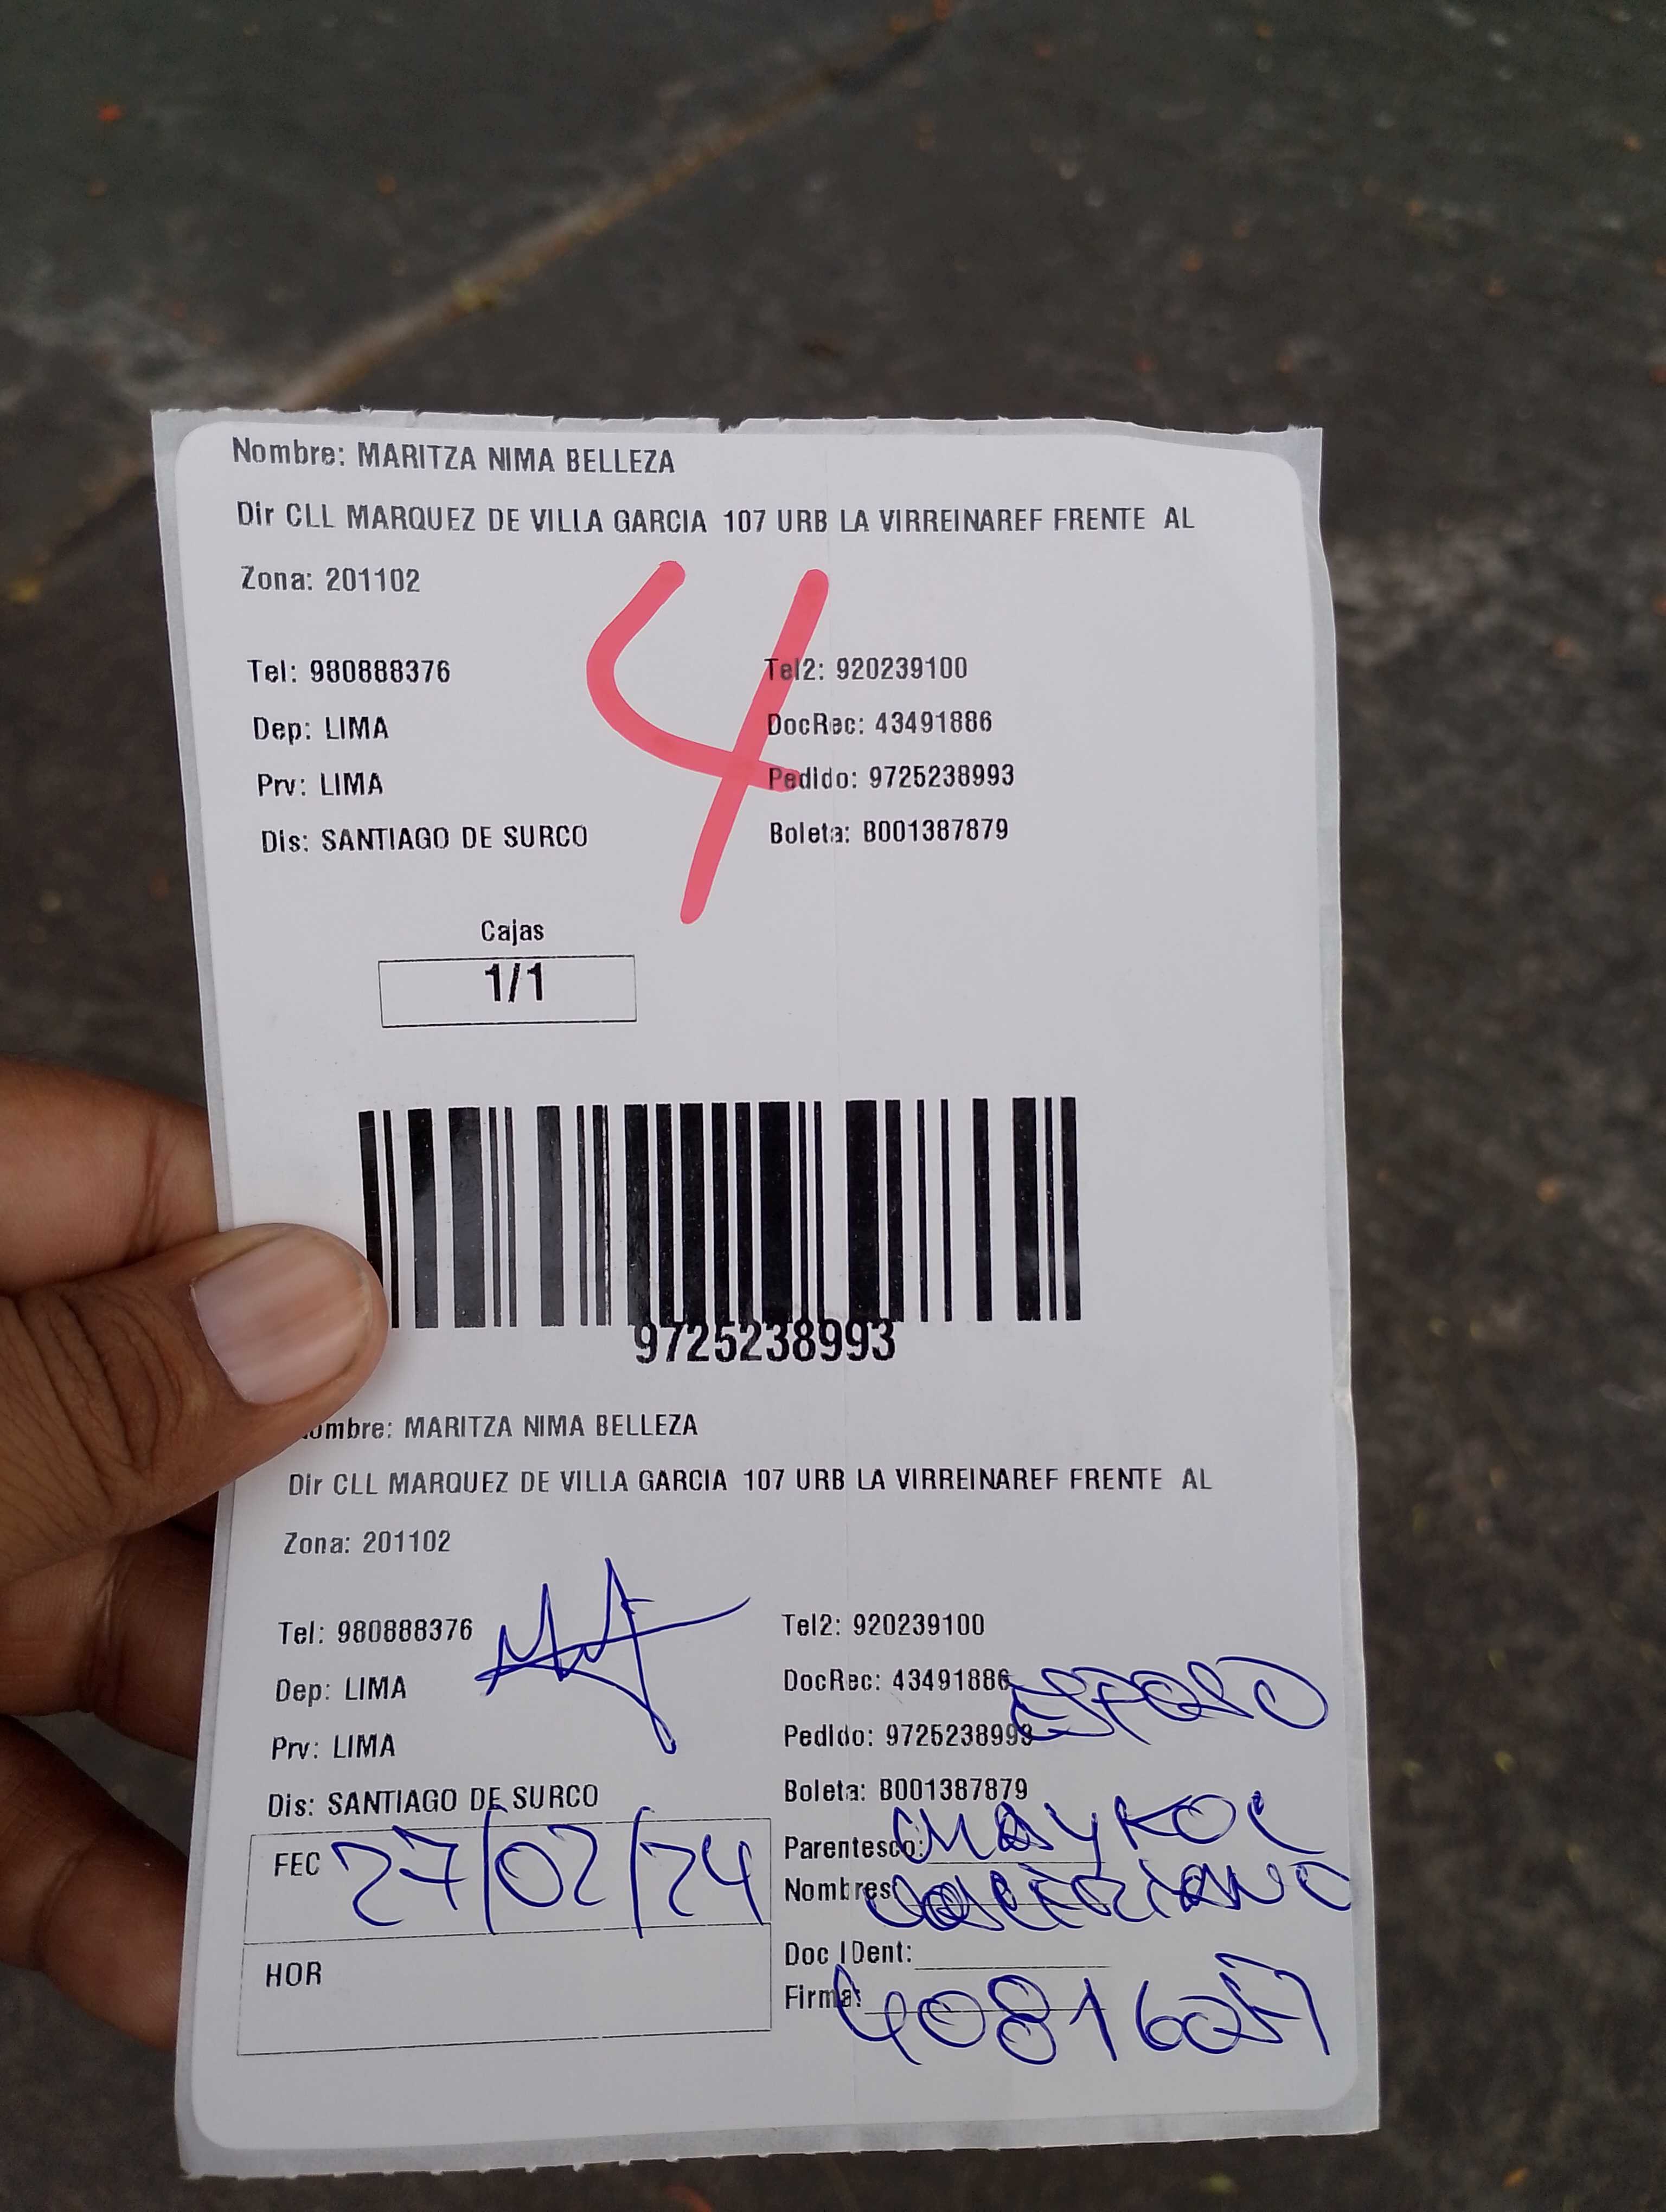 Nombre: MARITZA NIMA BELLEZA
Dir CLL MARQUEZ DE VILLA GARCIA 107 URB LA VIRREINAREF FRENTE AL
Zona: 201102
4
Tel: 980888376 Tel2: 920239100
Dep: LIMA DocRec: 43491886
Prv: LIMA Pedido: 9725238993
Dis: SANTIAGO DE SURCO Boleta: B001387879
Cajas
1/1
9725238993
ombre: MARITZA NIMA BELLEZA
Dir CLL MARQUEZ DE VILLA GARCIA 107 URB LA VIRREINAREF FRENTE AL
Zona: 201102
Tel: 980888376 Tel2: 920239100
Dep: LIMA DocRec: 43491886 ESPOSO
Prv: LIMA Pedido: 9725238993
Dis: SANTIAGO DE SURCO Boleta: B001387879
FEC 27/02/24 Parentesco: MAYKOL
Nombres
Doc IDent:
HOR Firma: